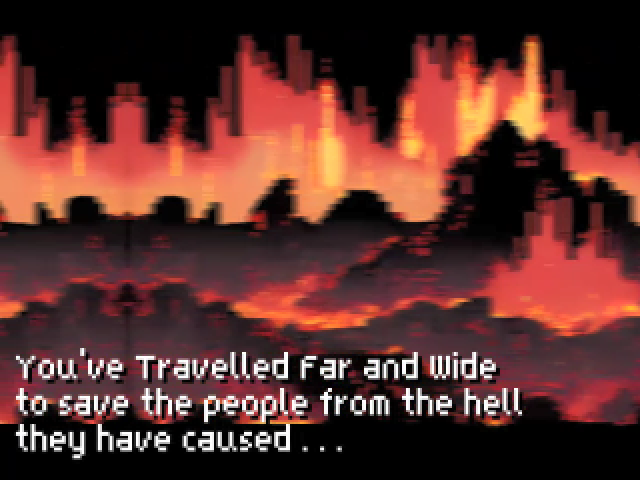 You've Travelled Far and Wide
to save the people from the hell
they have caused...